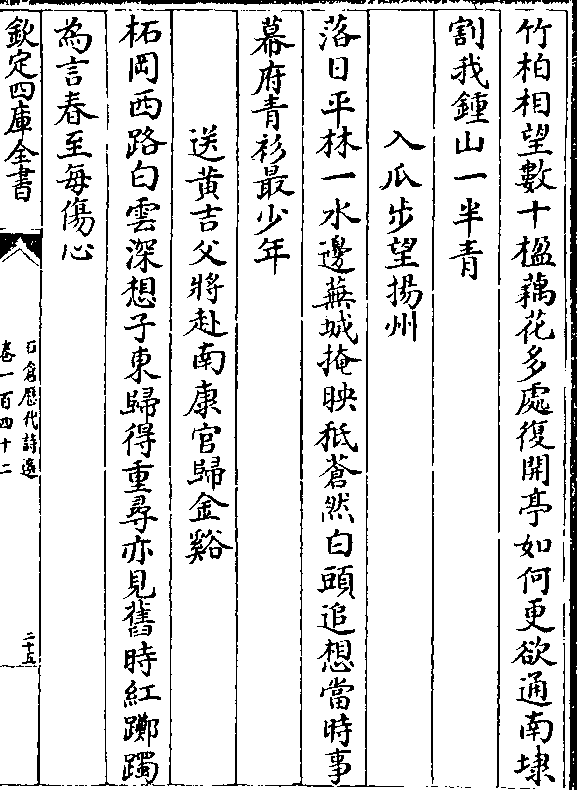 竹柏相望數十楹藕花多處復開亭如何更欲通南埭
割我鍾山一半青
入瓜步望揚州
落日平林一水邊蕪城掩映秪蒼然白頭追想當時事
幕府青衫最少年
送黃吉父將赴南康官歸金谿
柘岡西路白雲深想子東歸得重尋亦見舊時紅躑躅
為言春至每傷心
欽定四庫全書
石倉歷代詩選
卷一百四十二
二十五